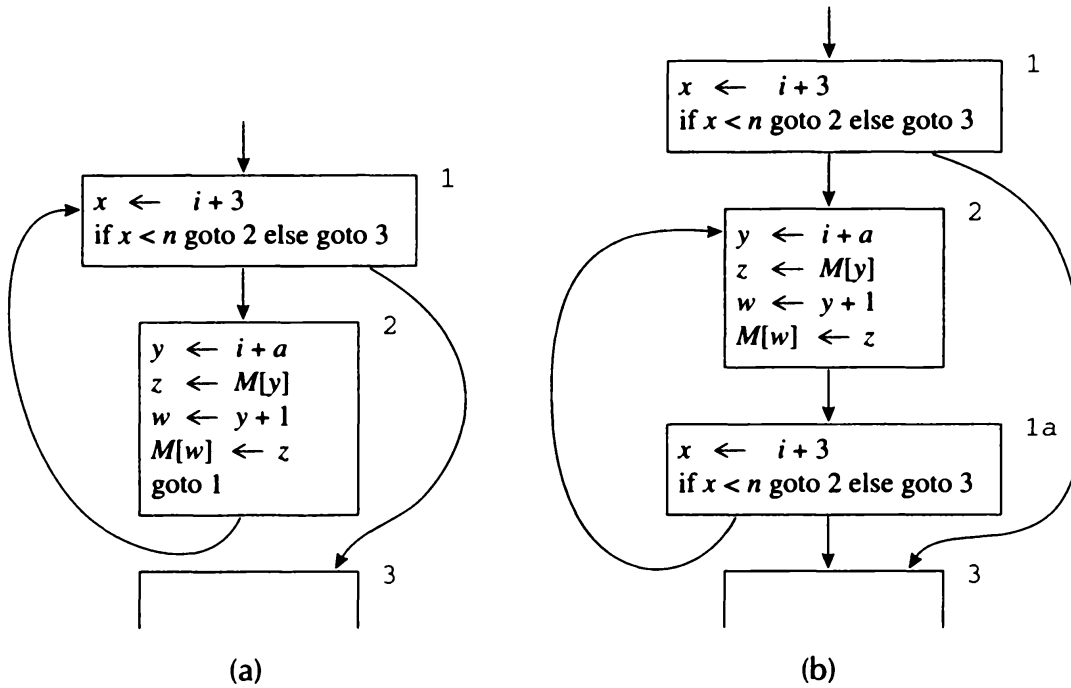 1
x ← i + 3
if x < n goto 2 else goto 3
2
y ← i + a
z ← M[y]
w ← y + 1
M[w] ← z
goto 1
3
(a)
1
x ← i + 3
if x < n goto 2 else goto 3
2
y ← i + a
z ← M[y]
w ← y + 1
M[w] ← z
1a
x ← i + 3
if x < n goto 2 else goto 3
3
(b)